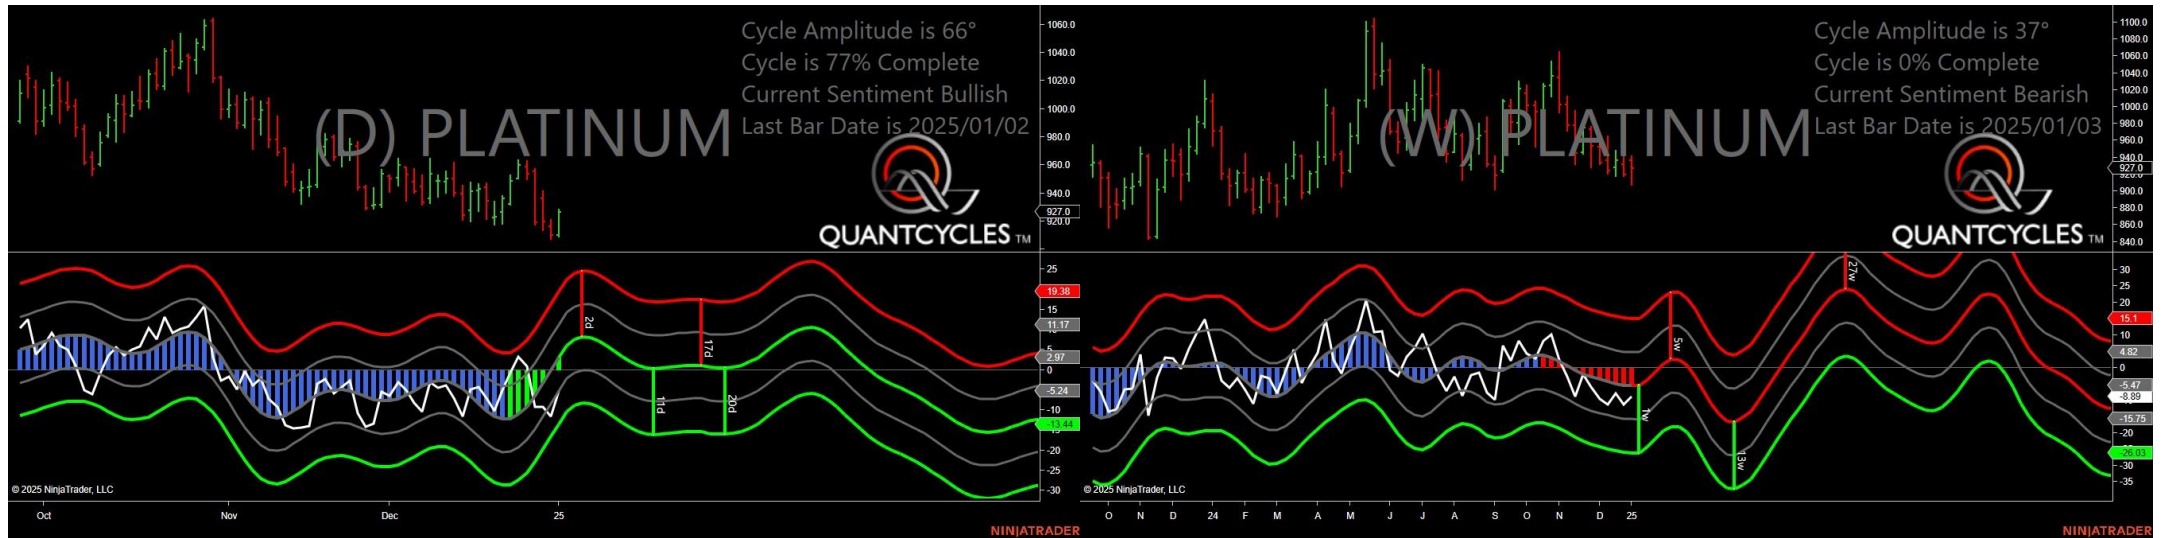 Cycle Amplitude is 66°
Cycle is 77% Complete
Current Sentiment Bullish
Last Bar Date is 2025/01/02
(D) PLATINUM
QUANTCYCLES TM
1060.0
1040.0
1020.0
1000.0
980.0
960.0
940.0
927.0
920.0
25
19.38
15
11.17
5
2.97
0
-5.24
-10
-13.44
-20
-25
-30
2d
17d
11d
20d
© 2025 NinjaTrader, LLC
Oct Nov Dec 25
NINJATRADER
Cycle Amplitude is 37°
Cycle is 0% Complete
Current Sentiment Bearish
Last Bar Date is 2025/01/03
(W) PLATINUM
QUANTCYCLES TM
1100.0
1080.0
1060.0
1040.0
1020.0
1000.0
980.0
960.0
940.0
927.0
900.0
880.0
860.0
840.0
30
25
20
15.1
10
4.82
0
-5.47
-8.89
-15.75
-20
-26.03
-30
-35
5w
27w
1w
13w
© 2025 NinjaTrader, LLC
O N D 24 F M A M J J A S O N D 25
NINJATRADER